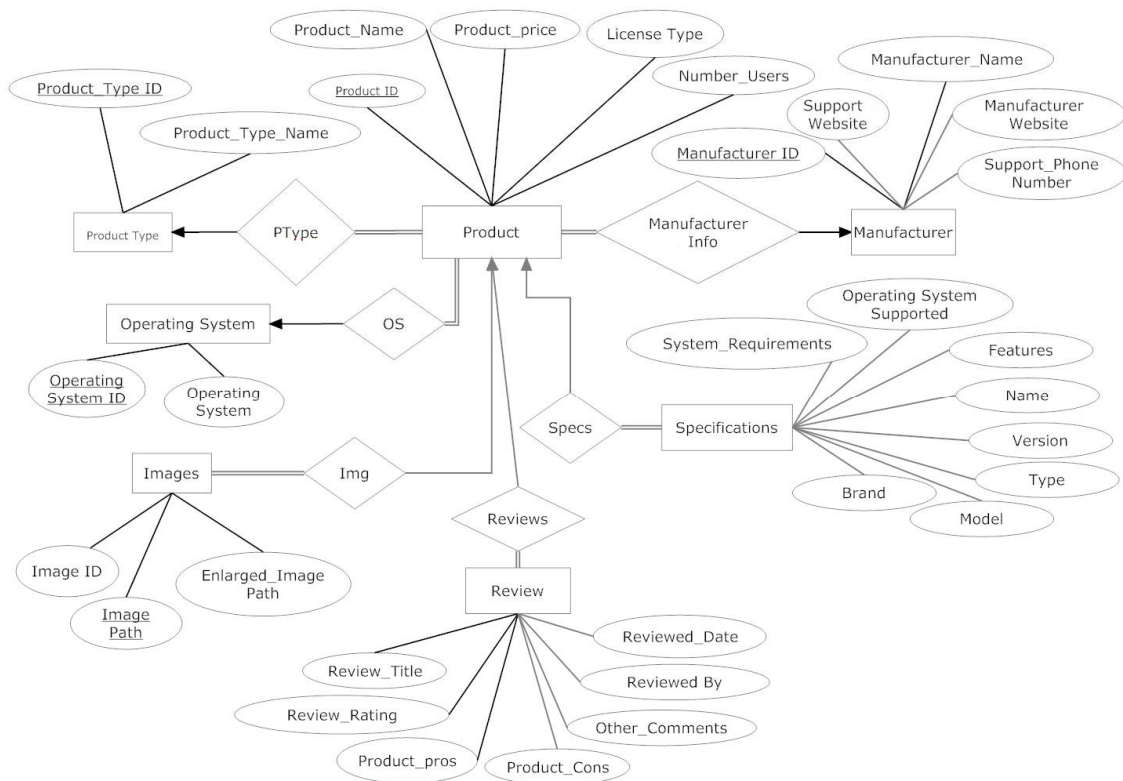 Product_Name
Product_price
License Type
Manufacturer_Name
Product_Type ID
Product ID
Number_Users
Support
Website
Manufacturer
Website
Product_Type_Name
Manufacturer ID
Support_Phone
Number
Product Type
PType
Product
Manufacturer
Info
Manufacturer
Operating System
OS
Operating System
Supported
System_Requirements
Features
Operating
System ID
Operating
System
Name
Specs
Specifications
Version
Images
Img
Type
Brand
Model
Reviews
Image ID
Enlarged_Image
Path
Image
Path
Review
Reviewed_Date
Review_Title
Reviewed By
Review_Rating
Other_Comments
Product_pros
Product_Cons